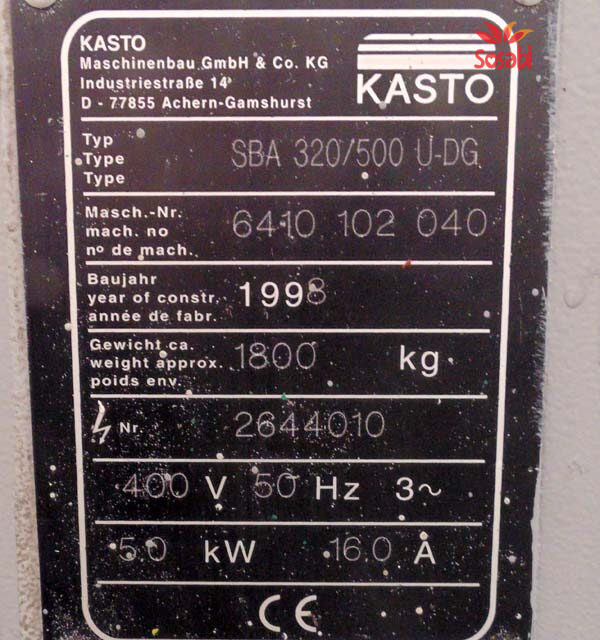 KASTO
Maschinenbau GmbH & Co. KG
Industriestraße 14
D - 77855 Achern-Gamshurst
KASTO
Sosabl
Typ
Type
Type
SBA 320/500 U-DG
Masch.-Nr.
mach. no
nº de mach.
6410 102 040
Baujahr
year of constr.
année de fabr.
1998
Gewicht ca.
weight approx.
poids env.
1800 kg
Nr. 2644010
400 V 50 Hz 3~
5.0 kW 16.0 A
CE